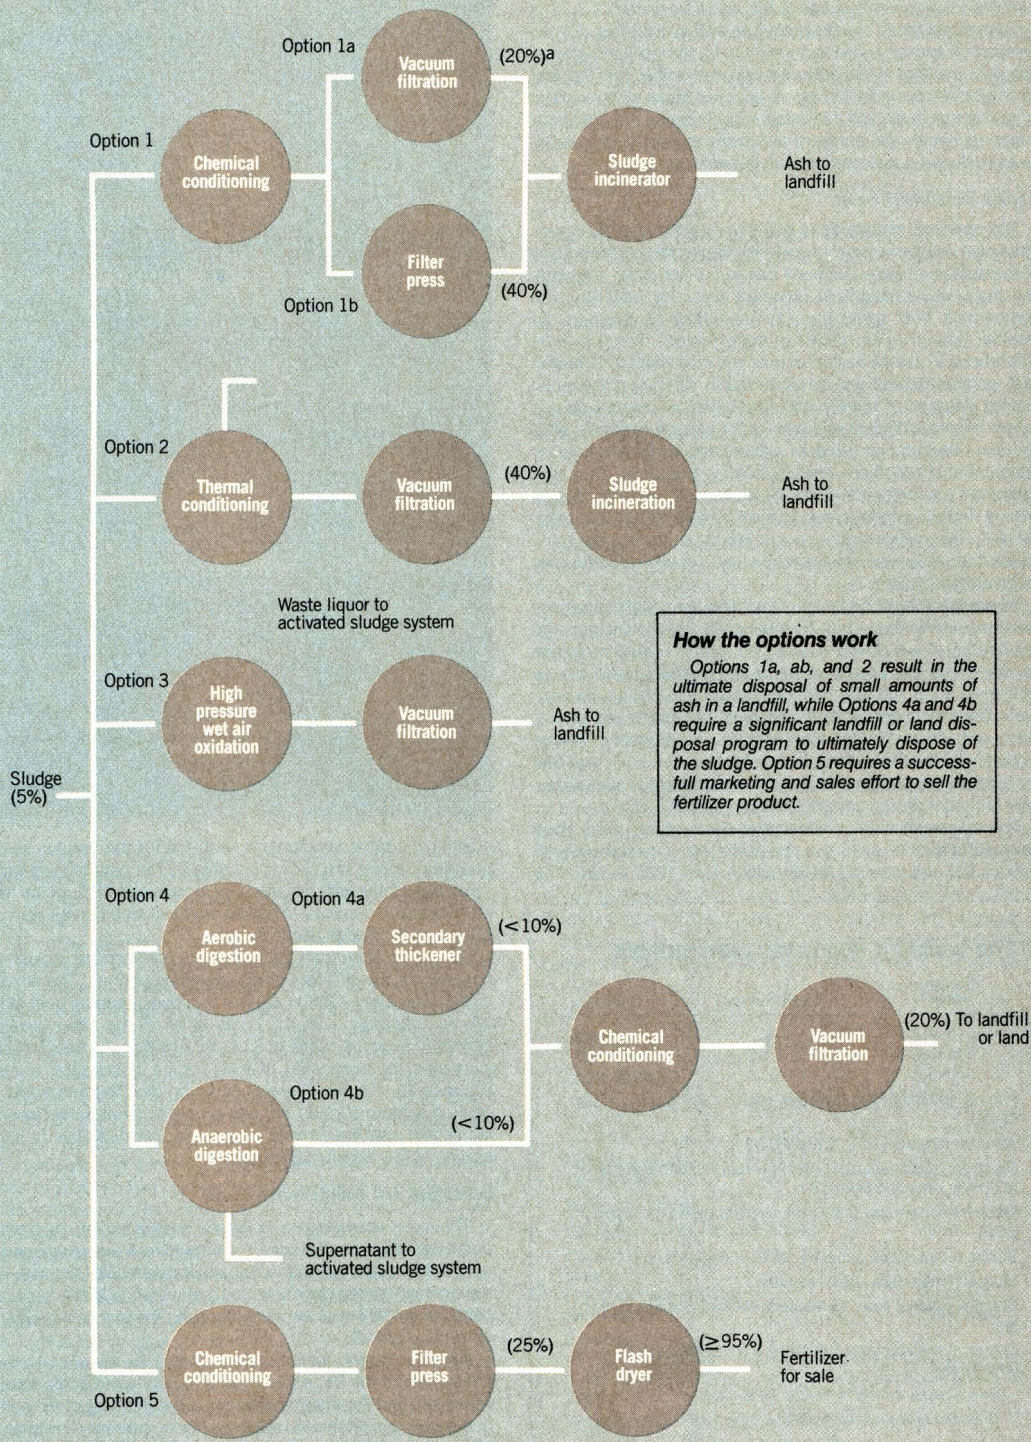 Option 1a
Vacuum
filtration
(20%)a
Option 1
Chemical
conditioning
Sludge
incinerator
Ash to
landfill
Filter
press
Option 1b
(40%)
Option 2
Thermal
conditioning
Vacuum
filtration
(40%)
Sludge
incineration
Ash to
landfill
Waste liquor to
activated sludge system
Option 3
High
pressure
wet air
oxidation
Vacuum
filtration
Ash to
landfill
How the options work
Options 1a, ab, and 2 result in the
ultimate disposal of small amounts of
ash in a landfill, while Options 4a and 4b
require a significant landfill or land dis-
posal program to ultimately dispose of
the sludge. Option 5 requires a success-
full marketing and sales effort to sell the
fertilizer product.
Sludge
(5%)
Option 4
Aerobic
digestion
Option 4a
Secondary
thickener
(<10%)
Chemical
conditioning
Vacuum
filtration
(20%) To landfill
or land
Option 4b
Anaerobic
digestion
(<10%)
Supernatant to
activated sludge system
Chemical
conditioning
Filter
press
(25%)
Flash
dryer
(≥95%)
Fertilizer
for sale
Option 5